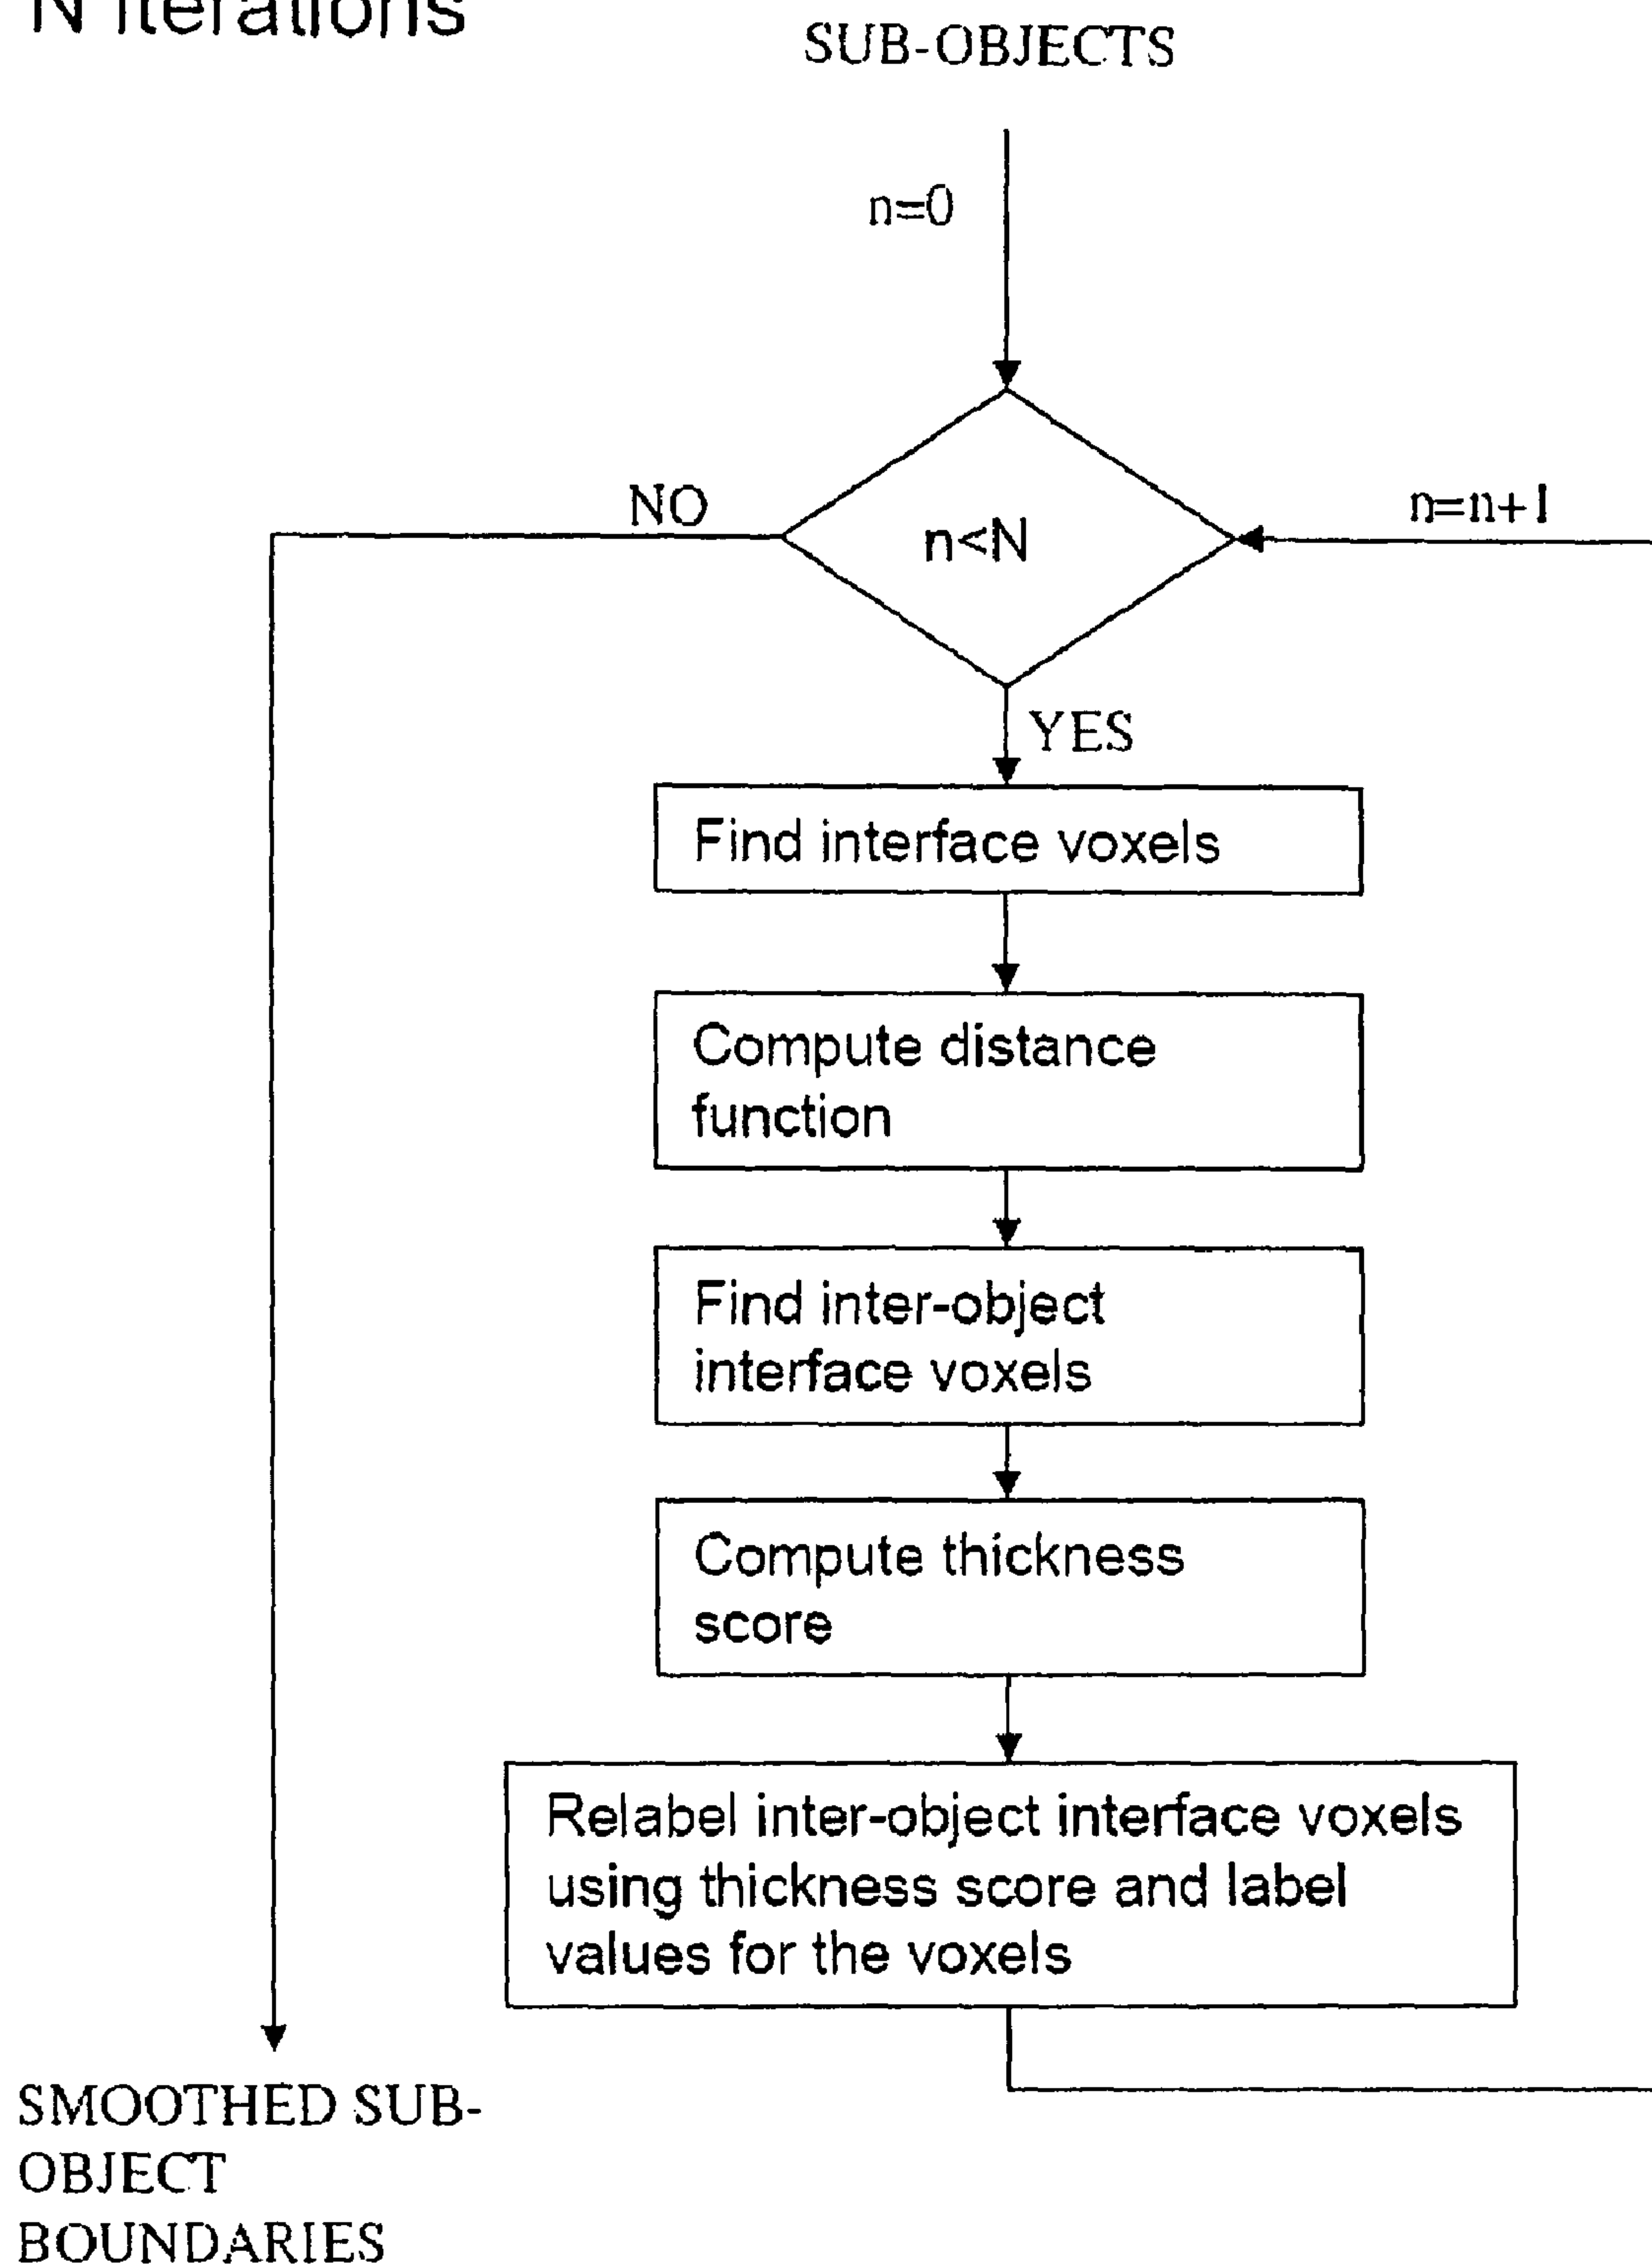 N iterations
SUB-OBJECTS
n=0
NO
n<N
n=n+1
YES
Find interface voxels
Compute distance
function
Find inter-object
interface voxels
Compute thickness
score
Relabel inter-object interface voxels
using thickness score and label
values for the voxels
SMOOTHED SUB-
OBJECT
BOUNDARIES